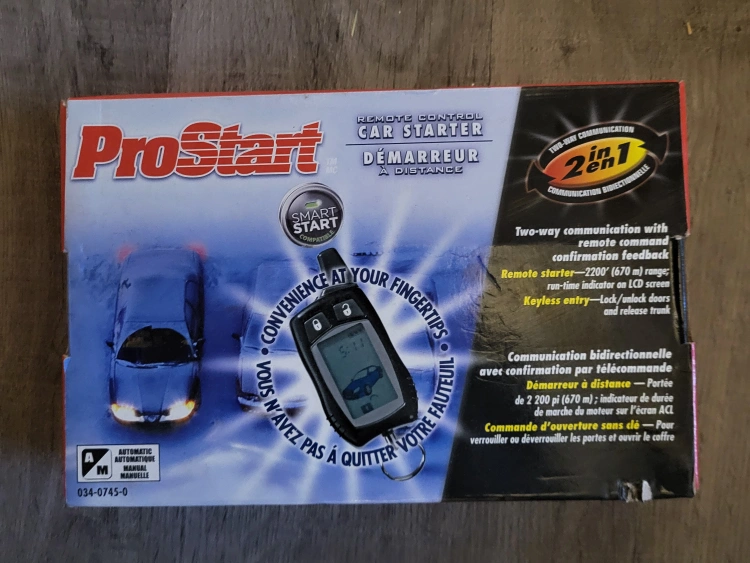 ProStart
TM
MC
REMOTE CONTROL
CAR STARTER
DÉMARREUR
À DISTANCE
TWO-WAY COMMUNICATION
2 in 1
en
COMMUNICATION BIDIRECTIONNELLE
SMART
START
COMPATIBLE
Two-way communication with
remote command
confirmation feedback
Remote starter—2200' (670 m) range;
run-time indicator on LCD screen
Keyless entry—Lock/unlock doors
and release trunk
• CONVENIENCE AT YOUR FINGERTIPS •
VOUS N'AVEZ PAS À QUITTER VOTRE FAUTEUIL
Communication bidirectionnelle
avec confirmation par télécommande
Démarreur à distance — Portée
de 2 200 pi (670 m) ; indicateur de durée
de marche du moteur sur l'écran ACL
Commande d'ouverture sans clé — Pour
verrouiller ou déverrouiller les portes et ouvrir le coffre
A/M
AUTOMATIC
AUTOMATIQUE
MANUAL
MANUELLE
034-0745-0